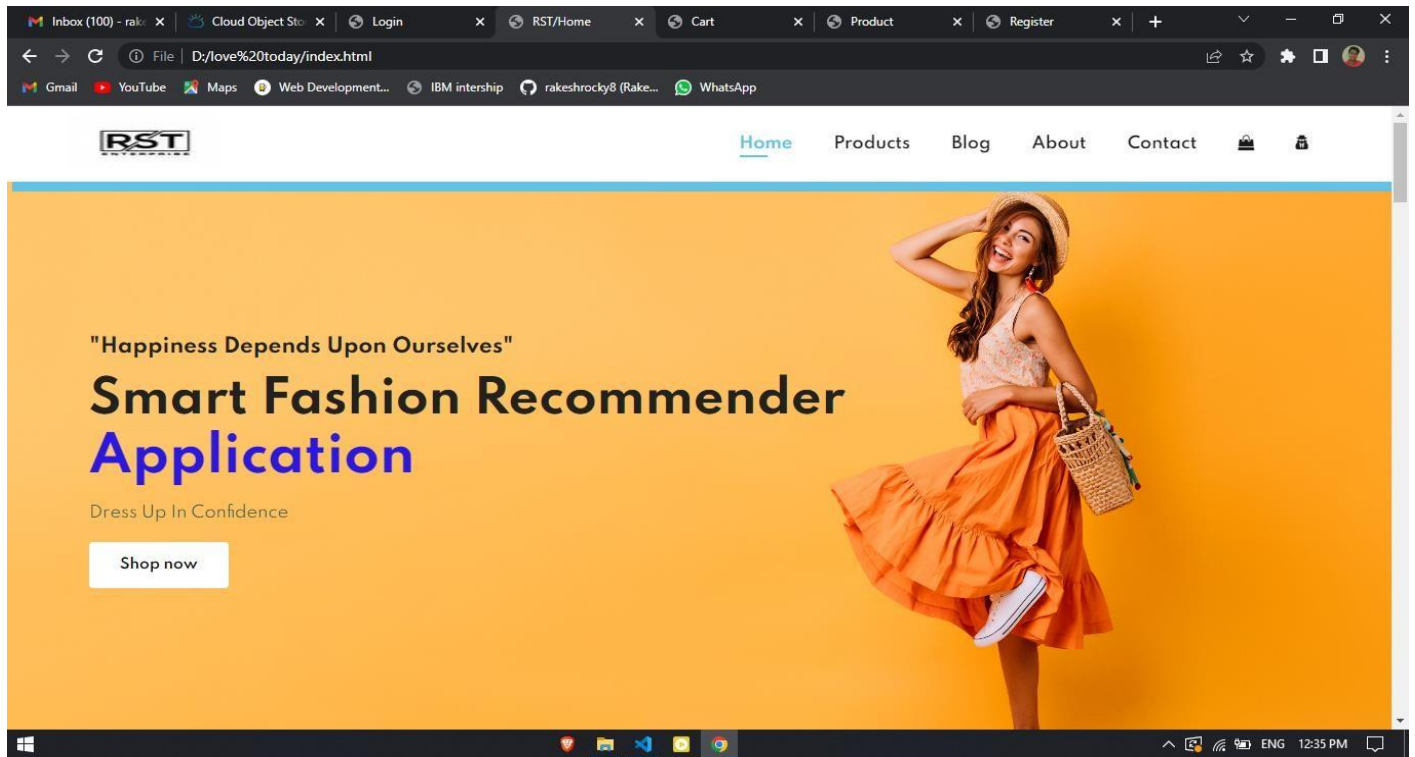 Inbox (100) - rake
Cloud Object Sto
Login
RST/Home
Cart
Product
Register
File D:/love%20today/index.html
Gmail
YouTube
Maps
Web Development...
IBM intership
rakeshrocky8 (Rake...
WhatsApp
RST
ENTERPRISE
Home Products Blog About Contact
"Happiness Depends Upon Ourselves"
Smart Fashion Recommender
Application
Dress Up In Confidence
Shop now
ENG 12:35 PM